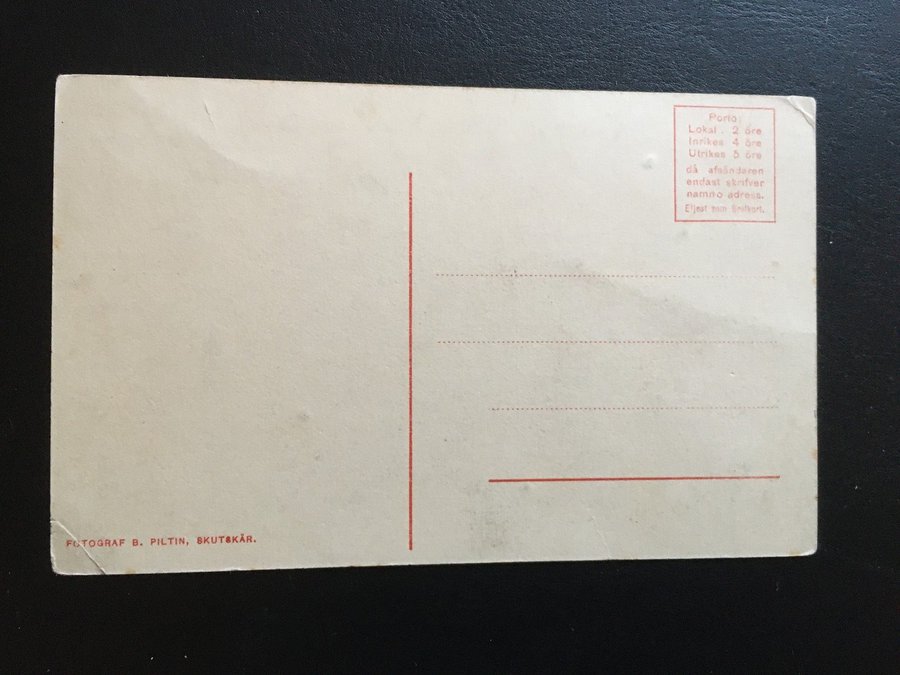 Porto:
Lokal . 2 öre
Inrikes 4 öre
Utrikes 5 öre
då afsändaren
endast skrifver
namn o adress.
Eljest som Brefkort.
FOTOGRAF B. PILTIN, SKUTSKÄR.